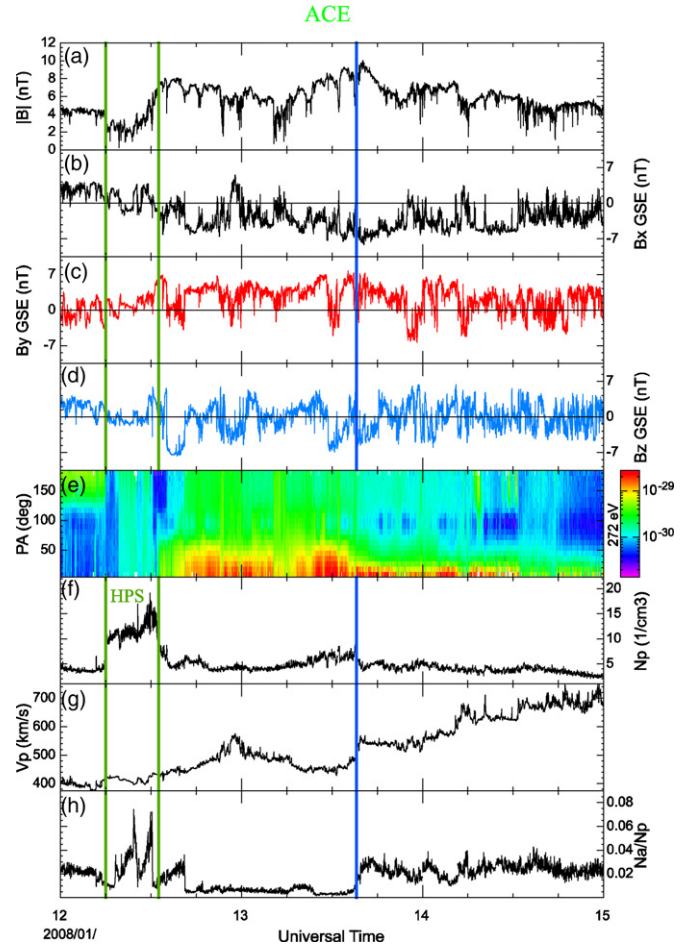 ACE
(a)
|B| (nT)
12
10
8
6
4
2
0
(b)
7
0
-7
Bx GSE (nT)
(c)
By GSE (nT)
7
0
-7
(d)
7
0
-7
Bz GSE (nT)
(e)
PA (deg)
150
100
50
272 eV
10-29
10-30
(f)
HPS
20
15
10
5
Np (1/cm3)
(g)
Vp (km/s)
700
600
500
400
(h)
0.08
0.06
0.04
0.02
Na/Np
12 13 14 15
2008/01/ Universal Time